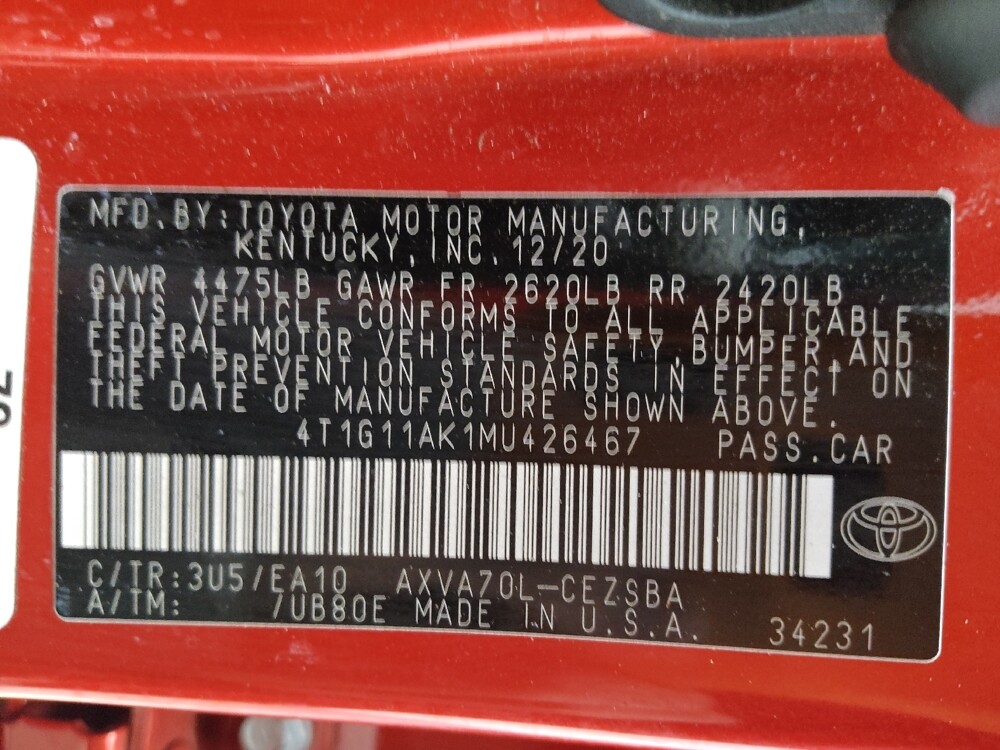 MFD.BY:TOYOTA MOTOR MANUFACTURING,
KENTUCKY,INC. 12/20
GVWR 4475LB GAWR FR 2620LB RR 2420LB
THIS VEHICLE CONFORMS TO ALL APPLICABLE
FEDERAL MOTOR VEHICLE SAFETY,BUMPER,AND
THEFT PREVENTION STANDARDS IN EFFECT ON
THE DATE OF MANUFACTURE SHOWN ABOVE.
4T1G11AK1MU426467 PASS.CAR
C/TR:3U5/EA10 AXVA70L-CEZSBA
A/TM: /UB80E MADE IN U.S.A. 34231